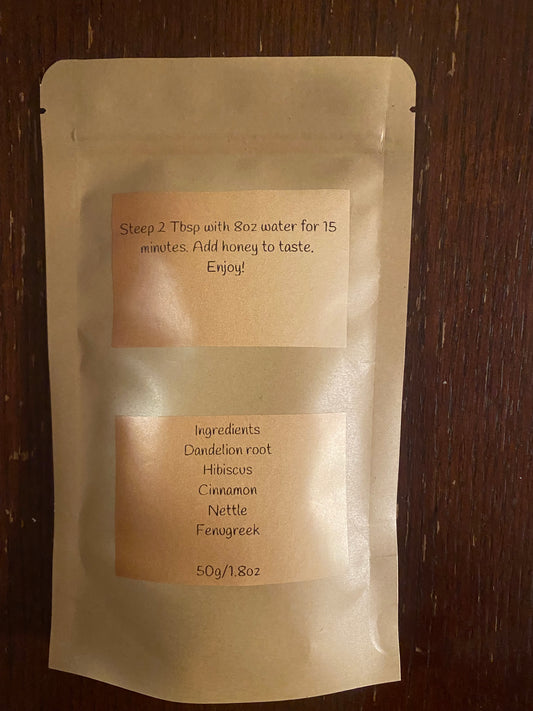 Steep 2 Tbsp with 8oz water for 15
minutes. Add honey to taste.
Enjoy!
Ingredients
Dandelion root
Hibiscus
Cinnamon
Nettle
Fenugreek
50g/1.8oz